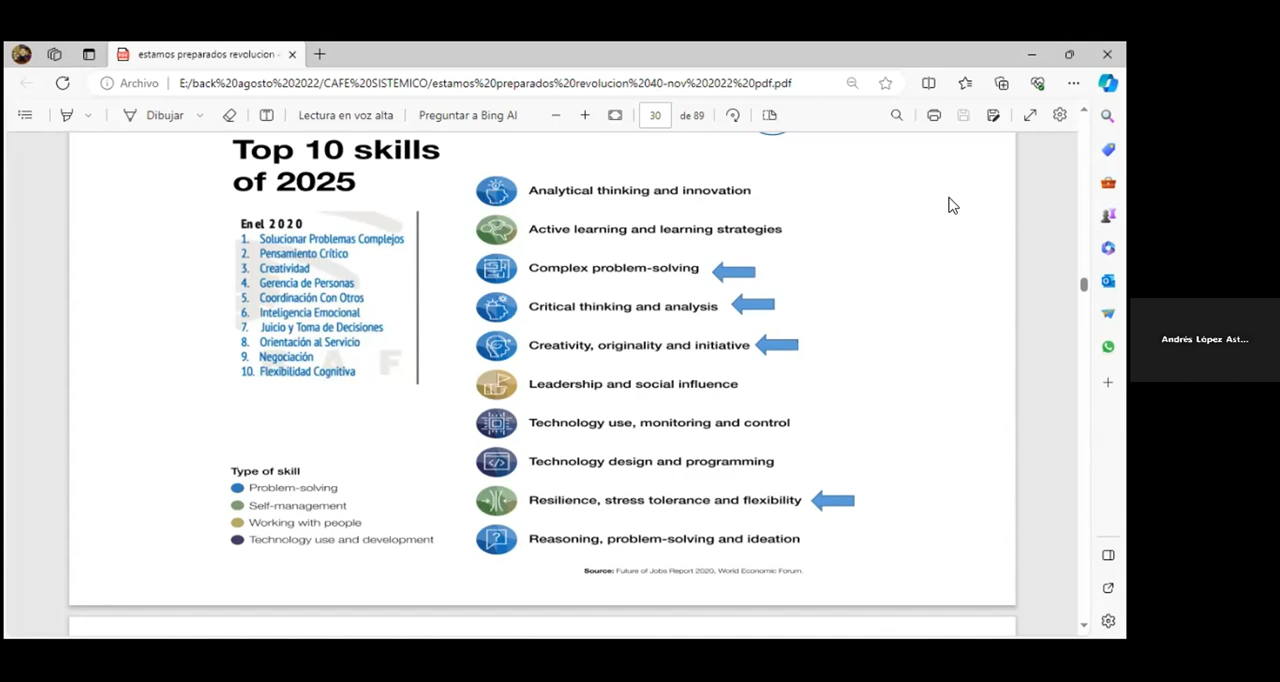 estamos preparados revolucion -
Archivo
E:/back%20agosto%202022/CAFE%20SISTEMICO/estamos%20preparados%20revolucion%2040-nov%202022%20pdf.pdf
Dibujar
Lectura en voz alta
Preguntar a Bing AI
30
de 89
Top 10 skills
of 2025
En el 2020
1. Solucionar Problemas Complejos
2. Pensamiento Crítico
3. Creatividad
4. Gerencia de Personas
5. Coordinación Con Otros
6. Inteligencia Emocional
7. Juicio y Toma de Decisiones
8. Orientación al Servicio
9. Negociación
10. Flexibilidad Cognitiva
Type of skill
Problem-solving
Self-management
Working with people
Technology use and development
Analytical thinking and innovation
Active learning and learning strategies
Complex problem-solving
Critical thinking and analysis
Creativity, originality and initiative
Leadership and social influence
Technology use, monitoring and control
Technology design and programming
Resilience, stress tolerance and flexibility
Reasoning, problem-solving and ideation
Source: Future of Jobs Report 2020, World Economic Forum.
Andrés López Ast...